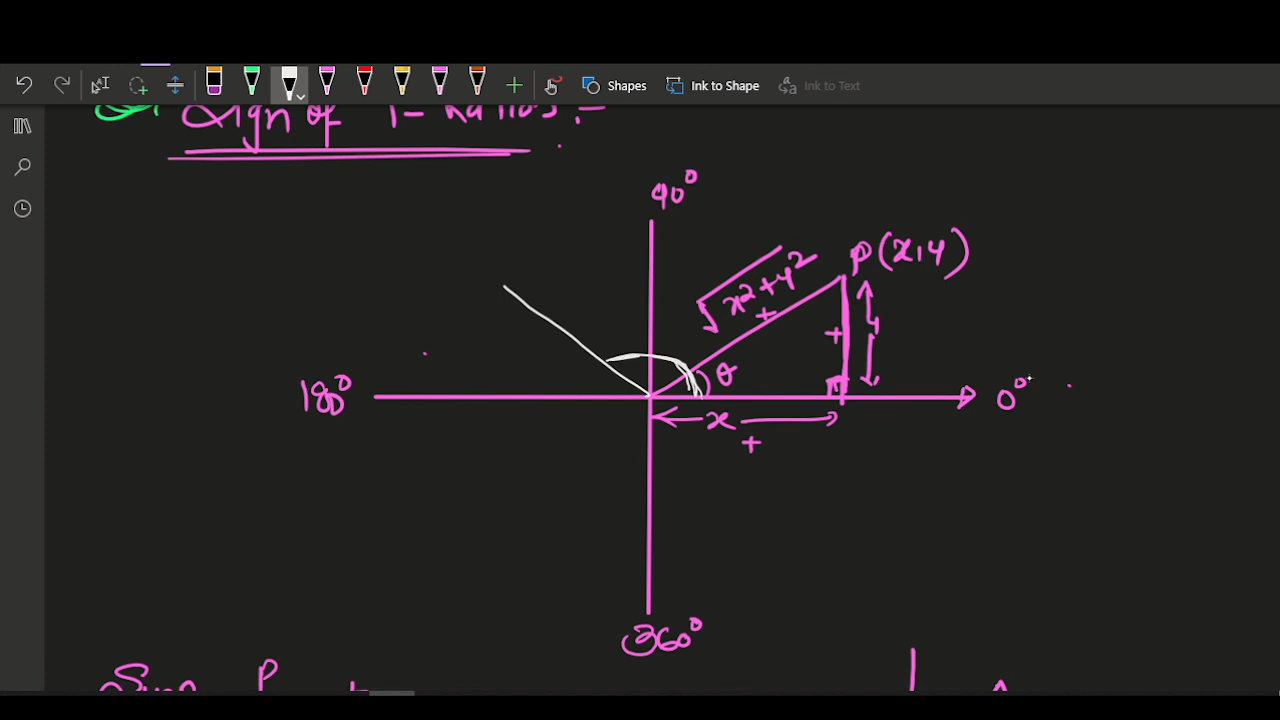 Shapes Ink to Shape Ink to Text
Sign of T-Ratios :-
90°
P(x,y)
√x²+y²
+
+
y
θ
180°
0°
x
+
360°
P